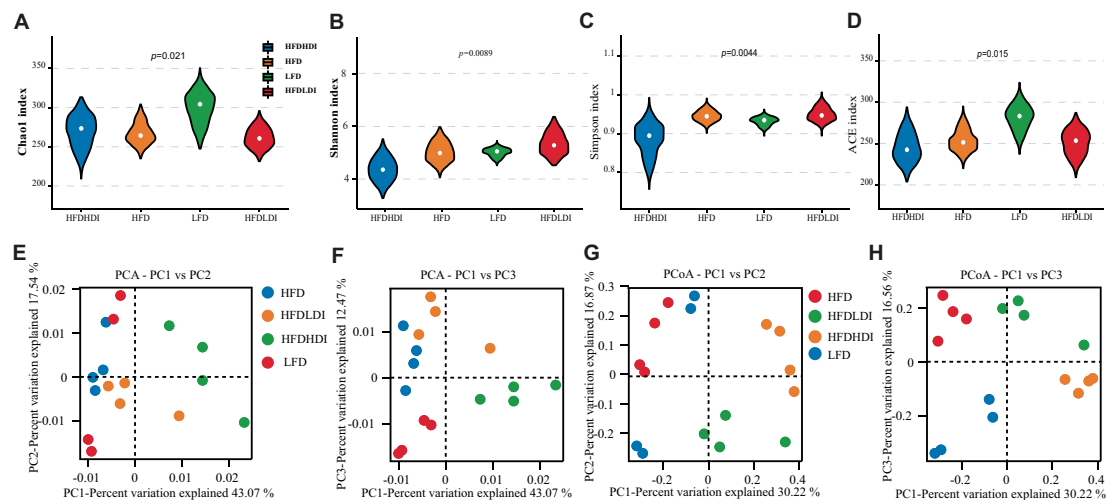 A
p=0.021
HFDHDI
HFD
LFD
HFDLDI
Chao1 index
350
300
250
200
HFDHDI HFD LFD HFDLDI
B
p=0.0089
Shannon index
8
6
4
HFDHDI HFD LFD HFDLDI
C
p=0.0044
Simpson index
1.1
1
0.9
0.8
HFDHDI HFD LFD HFDLDI
D
p=0.015
ACE index
350
300
250
200
HFDHDI HFD LFD HFDLDI
E
PCA - PC1 vs PC2
PC2-Percent variation explained 17.54 %
0.02
0.01
0
-0.01
-0.01 0 0.01 0.02
PC1-Percent variation explained 43.07 %
HFD
HFDLDI
HFDHDI
LFD
F
PCA - PC1 vs PC3
PC3-Percent variation explained 12.47 %
0.01
0
-0.01
-0.01 0 0.01 0.02
PC1-Percent variation explained 43.07 %
G
PCoA - PC1 vs PC2
PC2-Percent variation explained 16.87 %
0.3
0.2
0.1
0
-0.1
-0.2
-0.2 0 0.2 0.4
PC1-Percent variation explained 30.22 %
HFD
HFDLDI
HFDHDI
LFD
H
PCoA - PC1 vs PC3
PC3-Percent variation explained 16.56 %
0.2
0
-0.2
-0.2 0 0.2 0.4
PC1-Percent variation explained 30.22 %